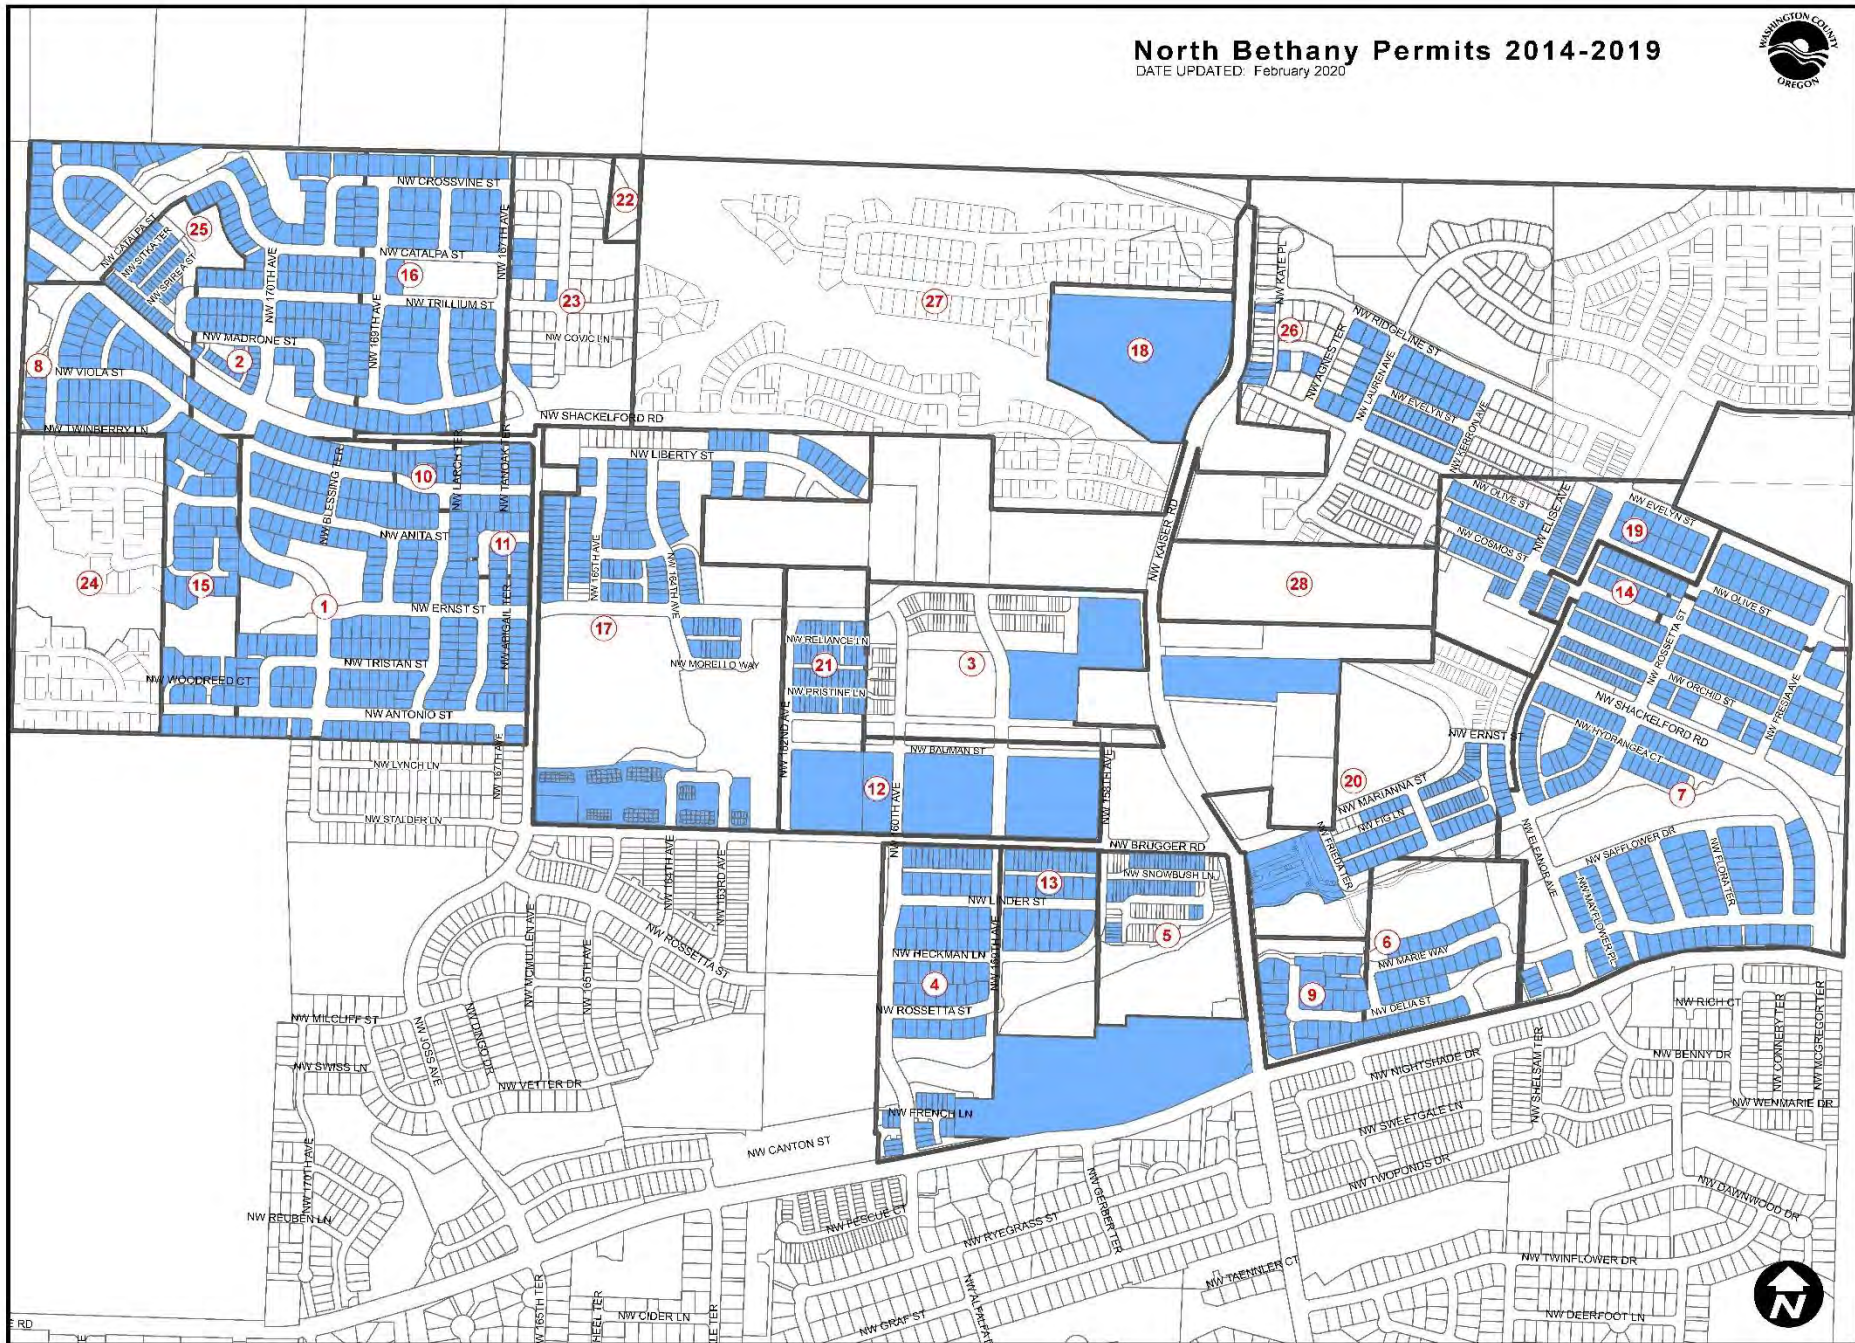 North Bethany Permits 2014-2019
DATE UPDATED: February 2020
WASHINGTON COUNTY
OREGON
22
NW CROSSVINE ST
NW 167TH AVE
25
NW CATALPA ST
NW SITKA TER
NW SPIREA ST
NW 170TH AVE
NW CATALPA ST
16
NW KATE PL
NW TRILLIUM ST
23
27
26
NW RIDGELINE ST
NW MADRONE ST
NW 169TH AVE
NW COVIC LN
18
NW AGNES TER
NW LAUREN AVE
2
8
NW VIOLA ST
NW EVELYN ST
NW KERRON AVE
NW SHACKELFORD RD
NW TWINBERRY LN
NW LIBERTY ST
10
NW BLESSING TER
NW LARCH TER
NW TANOAK TER
NW OLIVE ST
NW ELISE AVE
NW EVELYN ST
19
NW ANITA ST
11
NW KAISER RD
NW COSMOS ST
NW 165TH AVE
NW 164TH AVE
24
15
28
14
1
NW ERNST ST
NW ABIGAIL TER
17
NW OLIVE ST
NW ROSSETTA ST
NW RELIANCE LN
NW TRISTAN ST
NW MORELLO WAY
21
3
NW WOODREED CT
NW PRISTINE LN
NW ORCHID ST
NW FRESIA AVE
NW ANTONIO ST
NW SHACKELFORD RD
NW 162ND AVE
NW ERNST ST
NW HYDRANGEA CT
NW BAUMAN ST
NW LYNCH LN
NW 167TH AVE
12
NW 160TH AVE
NW 158TH AVE
20
NW MARIANNA ST
7
NW STALDER LN
NW FIG LN
NW BRUGGER RD
NW FRIEDA TER
NW ELEANOR AVE
NW SAFFLOWER DR
NW FLORA TER
NW 164TH AVE
NW 163RD AVE
13
NW SNOWBUSH LN
NW LINDER ST
NW MAYFLOWER PL
NW MCMULLEN AVE
NW ROSSETTA ST
NW 165TH AVE
5
6
NW HECKMAN LN
NW 160TH AVE
NW MARIE WAY
4
9
NW ROSSETTA ST
NW DELIA ST
NW RICH CT
NW MILCLIFF ST
NW JOSS AVE
NW DINGO DR
NW CONNERY TER
NW MCGREGOR TER
NW SWISS LN
NW NIGHTSHADE DR
NW SHELSAM TER
NW BENNY DR
NW VETTER DR
NW FRENCH LN
NW WENMARIE DR
NW SWEETGALE LN
NW CANTON ST
NW 170TH AVE
NW TWOPONDS DR
NW GERBER TER
NW DAWNWOOD DR
NW REUBEN LN
NW FESCUE CT
NW RYEGRASS ST
NW TWINFLOWER DR
NW TAENNLER CT
NW 165TH TER
NW CIDER LN
NW GRAF ST
NW DEERFOOT LN
N